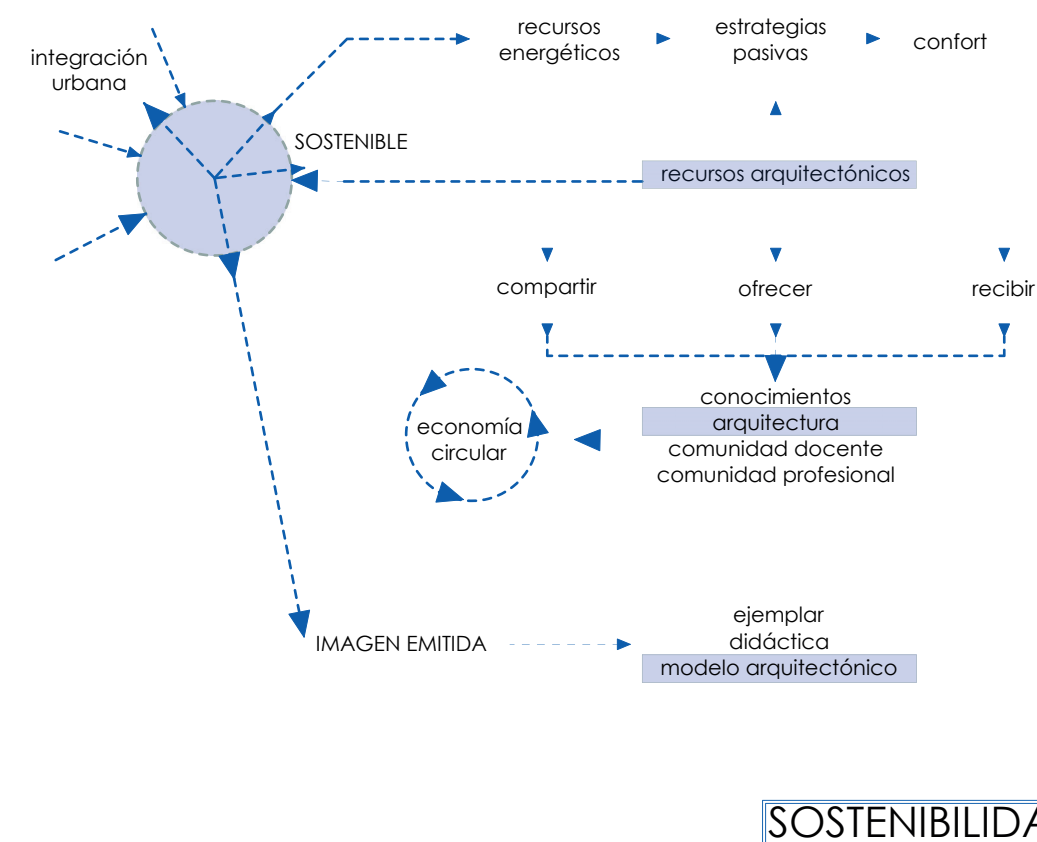 recursos
energéticos
estrategias
pasivas
confort
integración
urbana
SOSTENIBLE
recursos arquitectónicos
compartir
ofrecer
recibir
conocimientos
arquitectura
comunidad docente
comunidad profesional
economía
circular
IMAGEN EMITIDA
ejemplar
didáctica
modelo arquitectónico
SOSTENIBILIDA